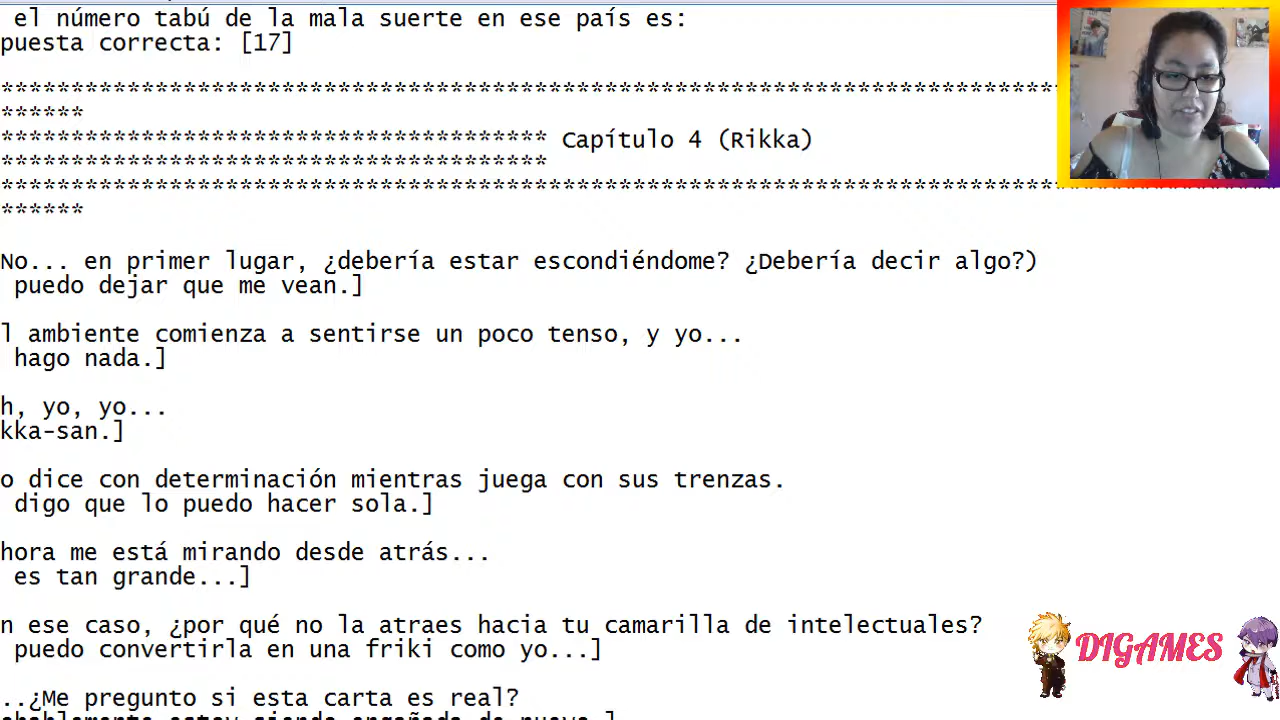 el número tabú de la mala suerte en ese país es:
puesta correcta: [17]
****************************************************************************
******
*************************************** Capítulo 4 (Rikka)
***************************************
****************************************************************************
******
No... en primer lugar, ¿debería estar escondiéndome? ¿Debería decir algo?)
puedo dejar que me vean.]
l ambiente comienza a sentirse un poco tenso, y yo...
hago nada.]
h, yo, yo...
kka-san.]
o dice con determinación mientras juega con sus trenzas.
digo que lo puedo hacer sola.]
hora me está mirando desde atrás...
es tan grande...]
n ese caso, ¿por qué no la atraes hacia tu camarilla de intelectuales?
puedo convertirla en una friki como yo...]
..¿Me pregunto si esta carta es real?
DIGAMES